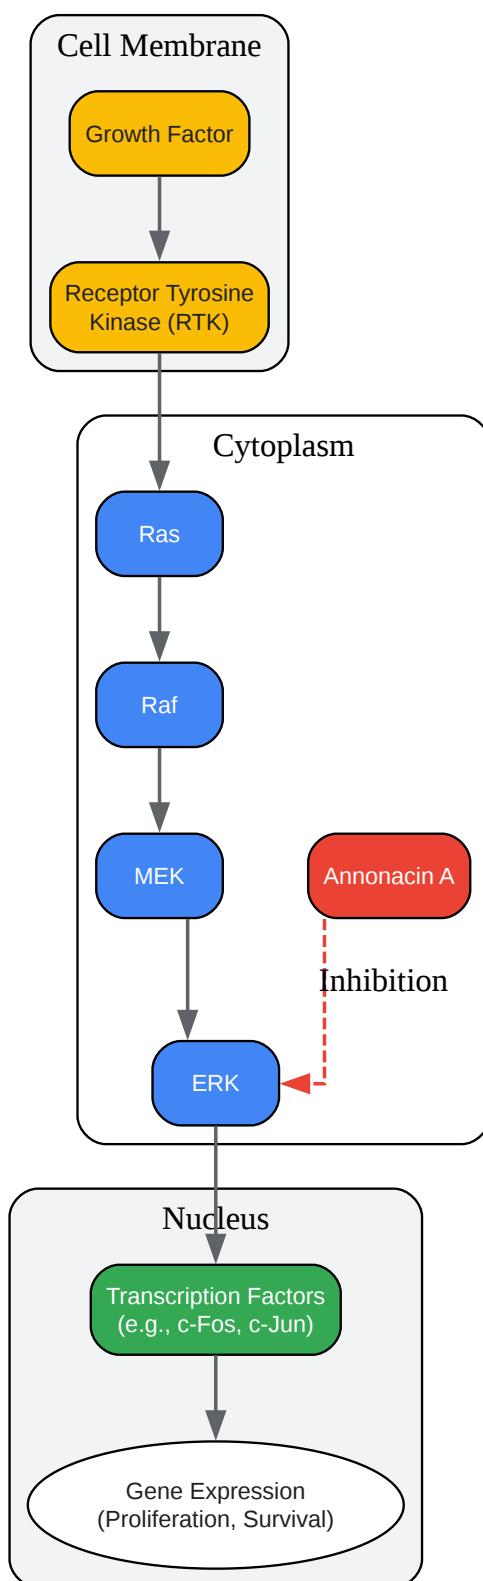 Cell Membrane
Growth Factor
Receptor Tyrosine
Kinase (RTK)
Cytoplasm
Ras
Raf
MEK
Annonacin A
Inhibition
ERK
Nucleus
Transcription Factors
(e.g., c-Fos, c-Jun)
Gene Expression
(Proliferation, Survival)